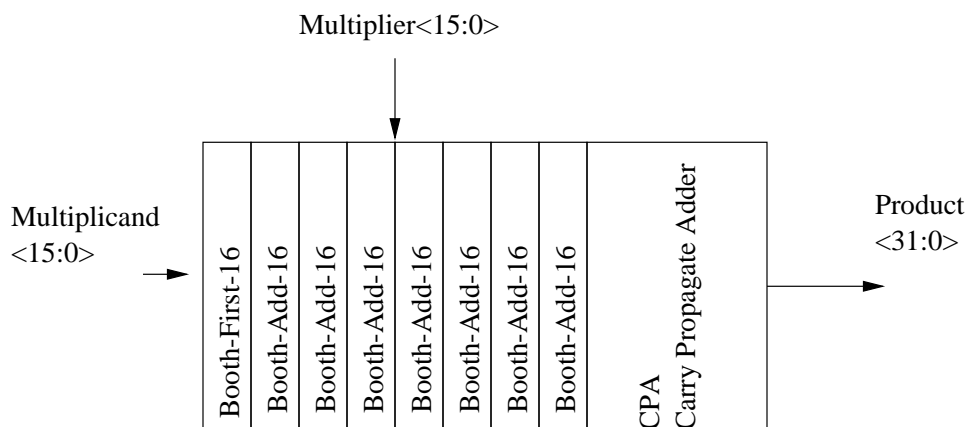 Multiplier<15:0>
Multiplicand
<15:0>
Booth-First-16
Booth-Add-16
Booth-Add-16
Booth-Add-16
Booth-Add-16
Booth-Add-16
Booth-Add-16
Booth-Add-16
CPA
Carry Propagate Adder
Product
<31:0>